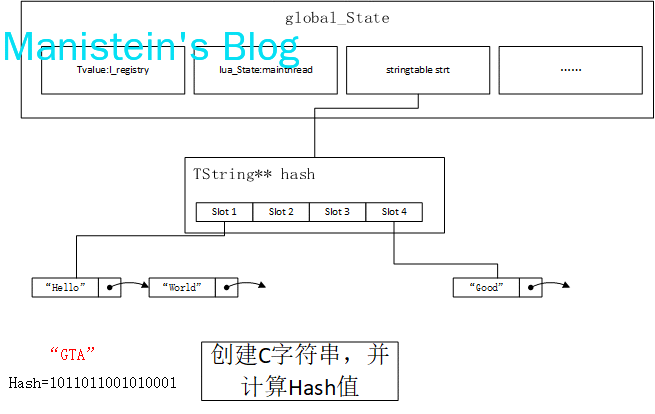 global_State
Manistein's Blog
Tvalue:l_registry
lua_State:mainthread
stringtable strt
......
TString** hash
Slot 1
Slot 2
Slot 3
Slot 4
“Hello”
“World”
“Good”
“GTA”
Hash=1011011001010001
创建C字符串，并
计算Hash值